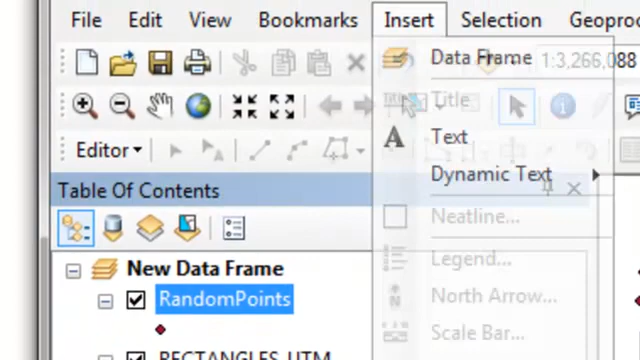 File Edit View Bookmarks Insert Selection Geoproc
Data Frame
1:3,266,088
Title
Text
Editor
Dynamic Text
Table Of Contents
Neatline...
Legend...
New Data Frame
RandomPoints
North Arrow...
Scale Bar...
RECTANGLES_UTM